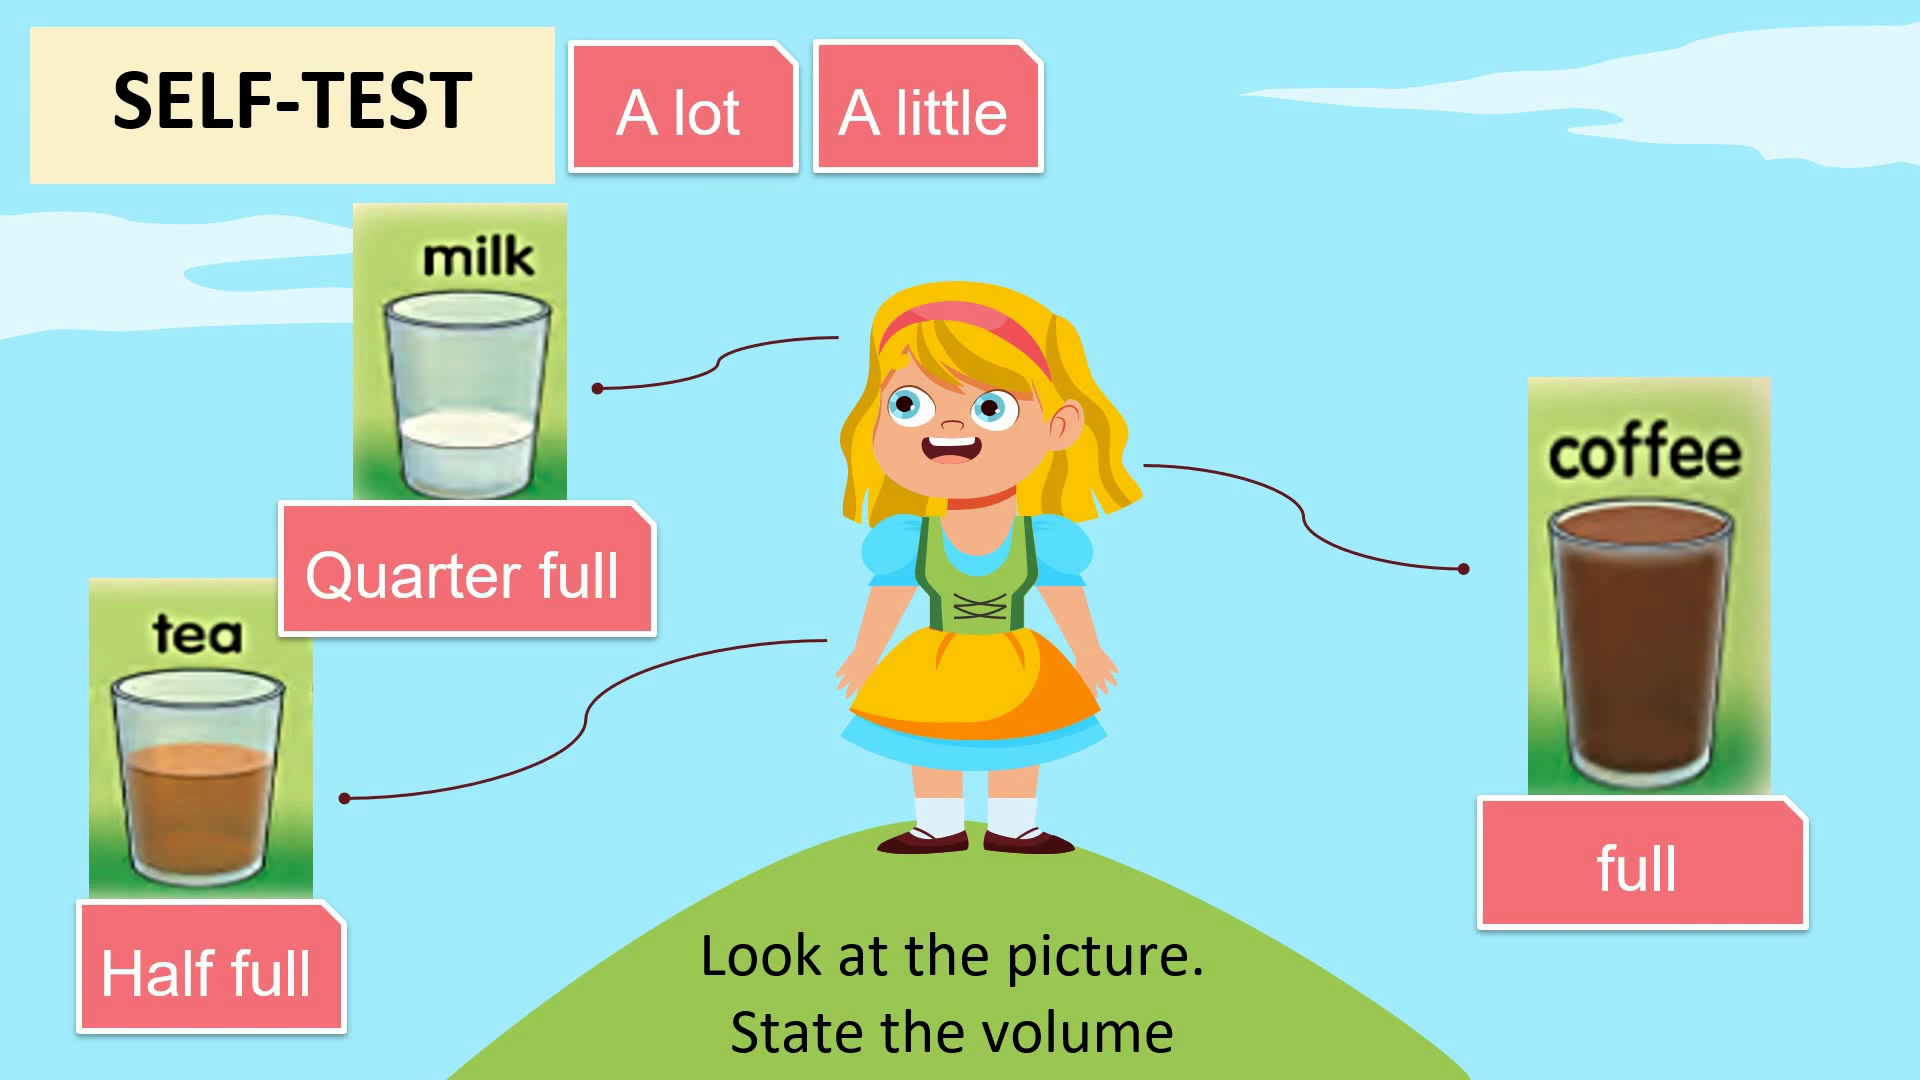 SELF-TEST
A lot
A little
milk
Quarter full
tea
Half full
coffee
full
Look at the picture.
State the volume